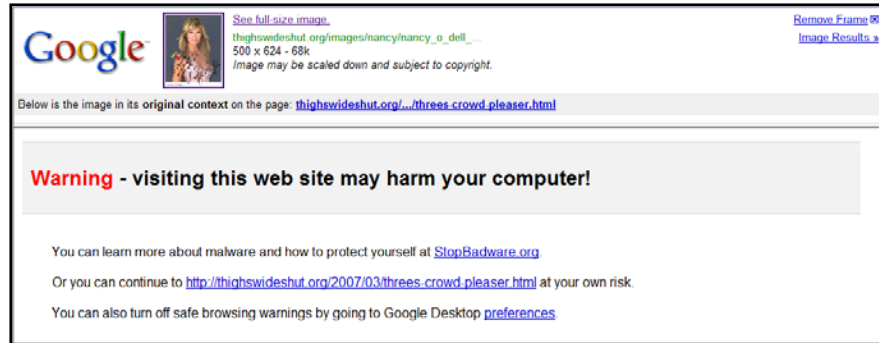 Google
See full-size image.
Remove Frame
thighswideshut.org/images/nancy/nancy_o_dell_...
Image Results »
500 x 624 - 68k
Image may be scaled down and subject to copyright.
Below is the image in its original context on the page: thighswideshut.org/.../threes-crowd-pleaser.html
Warning - visiting this web site may harm your computer!
You can learn more about malware and how to protect yourself at StopBadware.org.
Or you can continue to http://thighswideshut.org/2007/03/threes-crowd-pleaser.html at your own risk.
You can also turn off safe browsing warnings by going to Google Desktop preferences.